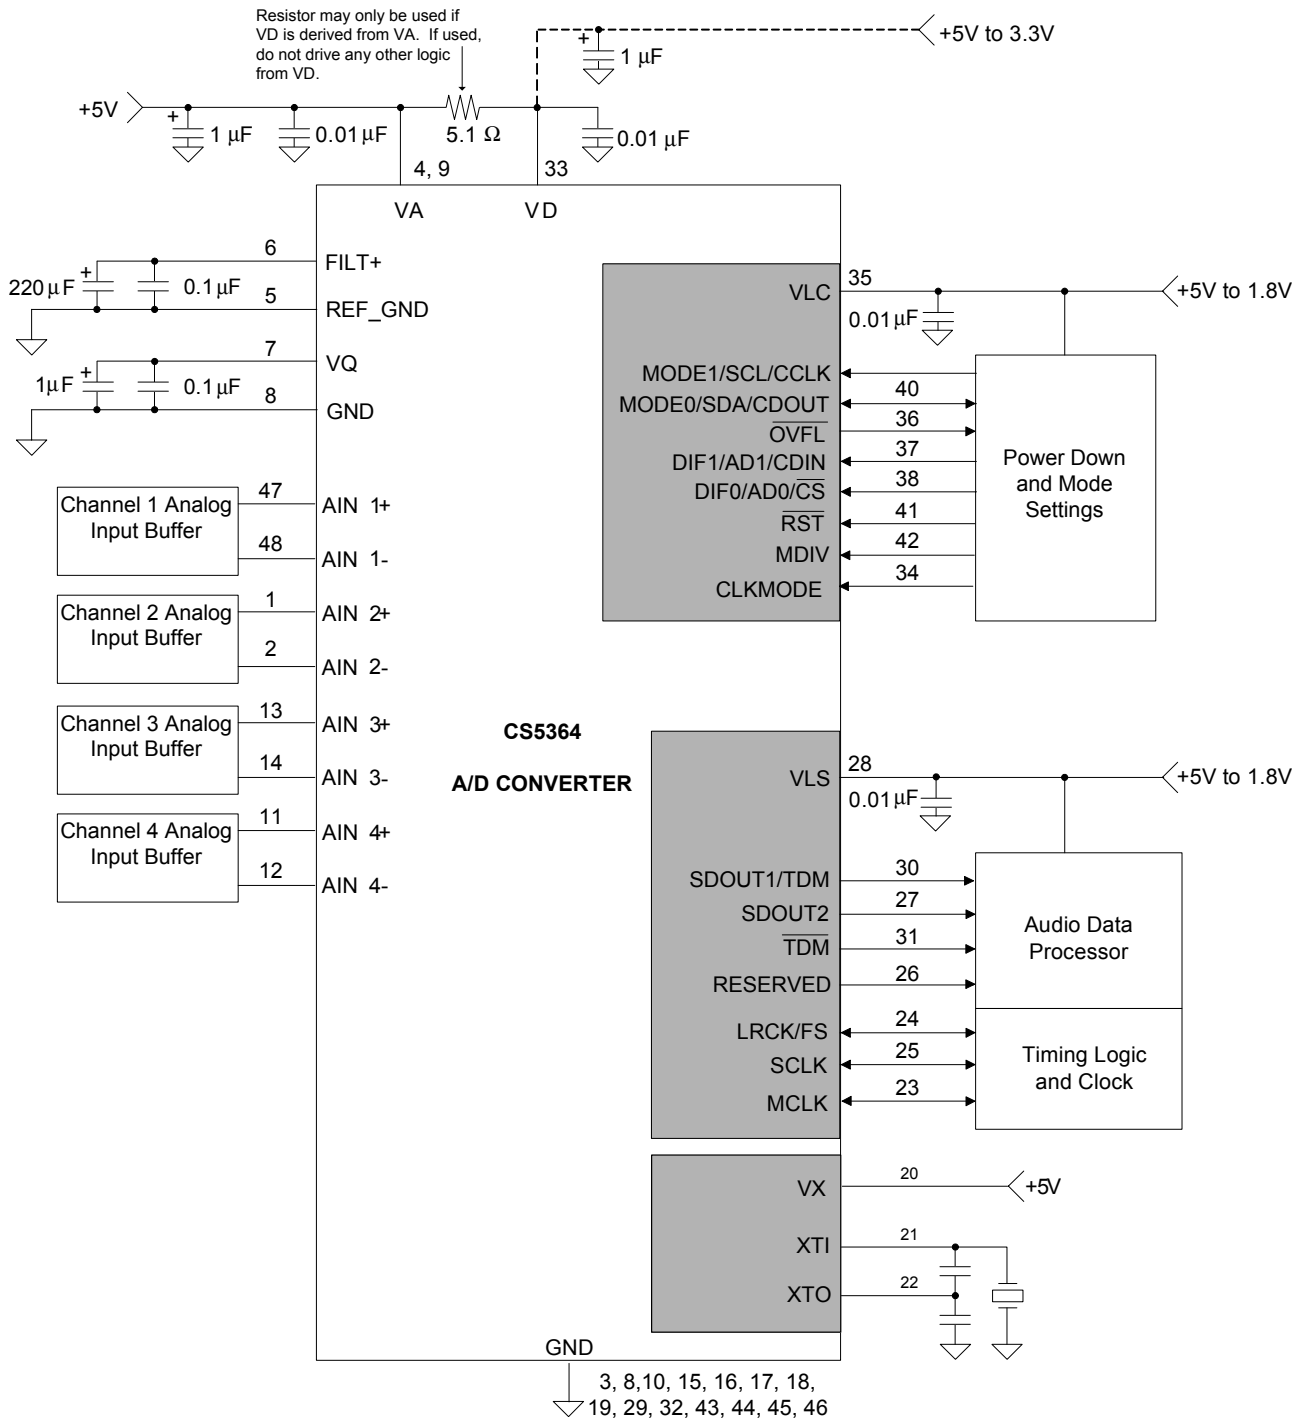 Resistor may only be used if
VD is derived from VA. If used,
do not drive any other logic
from VD.
+5V to 3.3V
+ 1 µF
+5V
+ 1 µF
0.01 µF
5.1 Ω
0.01 µF
4, 9
33
VA
VD
6
FILT+
220 µF +
0.1 µF
5
REF_GND
7
VQ
1 µF +
0.1 µF
8
GND
Channel 1 Analog
Input Buffer
47
AIN 1+
48
AIN 1-
Channel 2 Analog
Input Buffer
1
AIN 2+
2
AIN 2-
Channel 3 Analog
Input Buffer
13
AIN 3+
14
AIN 3-
Channel 4 Analog
Input Buffer
11
AIN 4+
12
AIN 4-
CS5364
A/D CONVERTER
VLC
35
0.01 µF
+5V to 1.8V
MODE1/SCL/CCLK
MODE0/SDA/CDOUT
40
OVFL
36
DIF1/AD1/CDIN
37
DIF0/AD0/CS
38
RST
41
MDIV
42
CLKMODE
34
Power Down
and Mode
Settings
VLS
28
0.01 µF
+5V to 1.8V
SDOUT1/TDM
30
SDOUT2
27
TDM
31
RESERVED
26
Audio Data
Processor
LRCK/FS
24
SCLK
25
MCLK
23
Timing Logic
and Clock
VX
20
+5V
XTI
21
XTO
22
GND
3, 8,10, 15, 16, 17, 18,
19, 29, 32, 43, 44, 45, 46